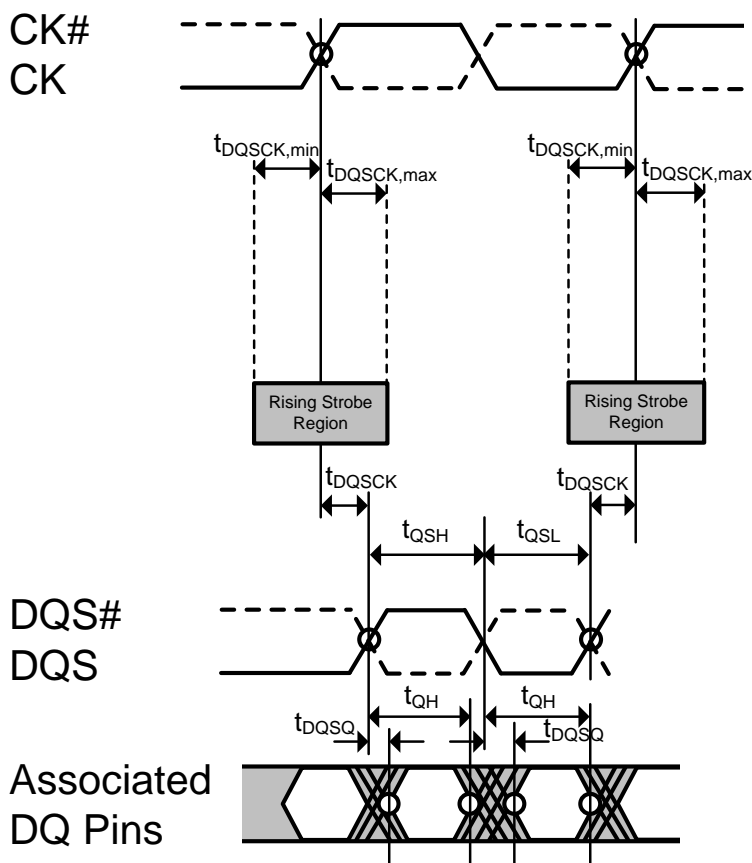 CK#
CK
tDQSCK,min
tDQSCK,max
tDQSCK,min
tDQSCK,max
Rising Strobe
Region
Rising Strobe
Region
tDQSCK
tDQSCK
tQSH
tQSL
DQS#
DQS
tQH
tQH
tDQSQ
tDQSQ
Associated
DQ Pins